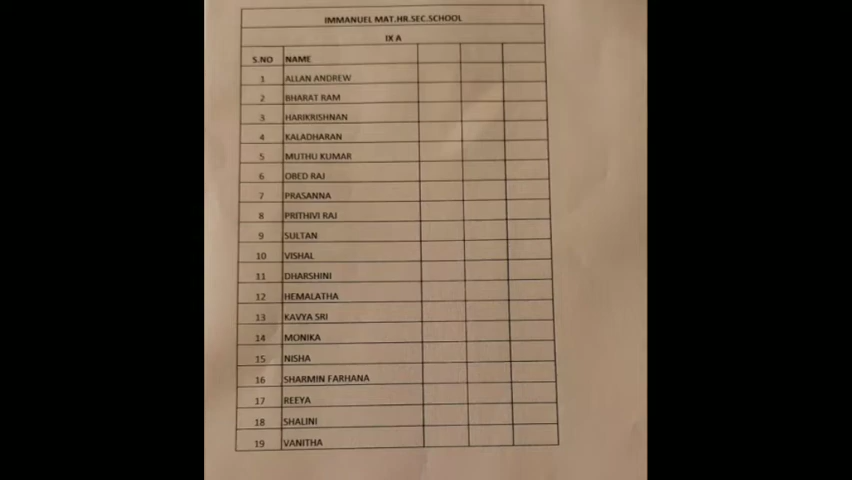 IMMANUEL MAT.HR.SEC.SCHOOL
IX A
S.NO NAME
1 ALLAN ANDREW
2 BHARAT RAM
3 HARIKRISHNAN
4 KALADHARAN
5 MUTHU KUMAR
6 OBED RAJ
7 PRASANNA
8 PRITHIVI RAJ
9 SULTAN
10 VISHAL
11 DHARSHINI
12 HEMALATHA
13 KAVYA SRI
14 MONIKA
15 NISHA
16 SHARMIN FARHANA
17 REEYA
18 SHALINI
19 VANITHA